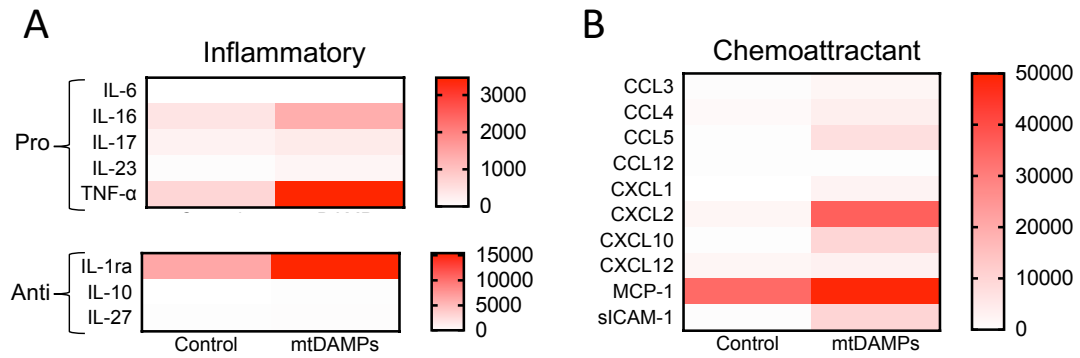 A
Inflammatory
Pro
IL-6
IL-16
IL-17
IL-23
TNF-α
3000
2000
1000
0
Anti
IL-1ra
IL-10
IL-27
15000
10000
5000
0
Control mtDAMPs
B
Chemoattractant
CCL3
CCL4
CCL5
CCL12
CXCL1
CXCL2
CXCL10
CXCL12
MCP-1
sICAM-1
50000
40000
30000
20000
10000
0
Control mtDAMPs